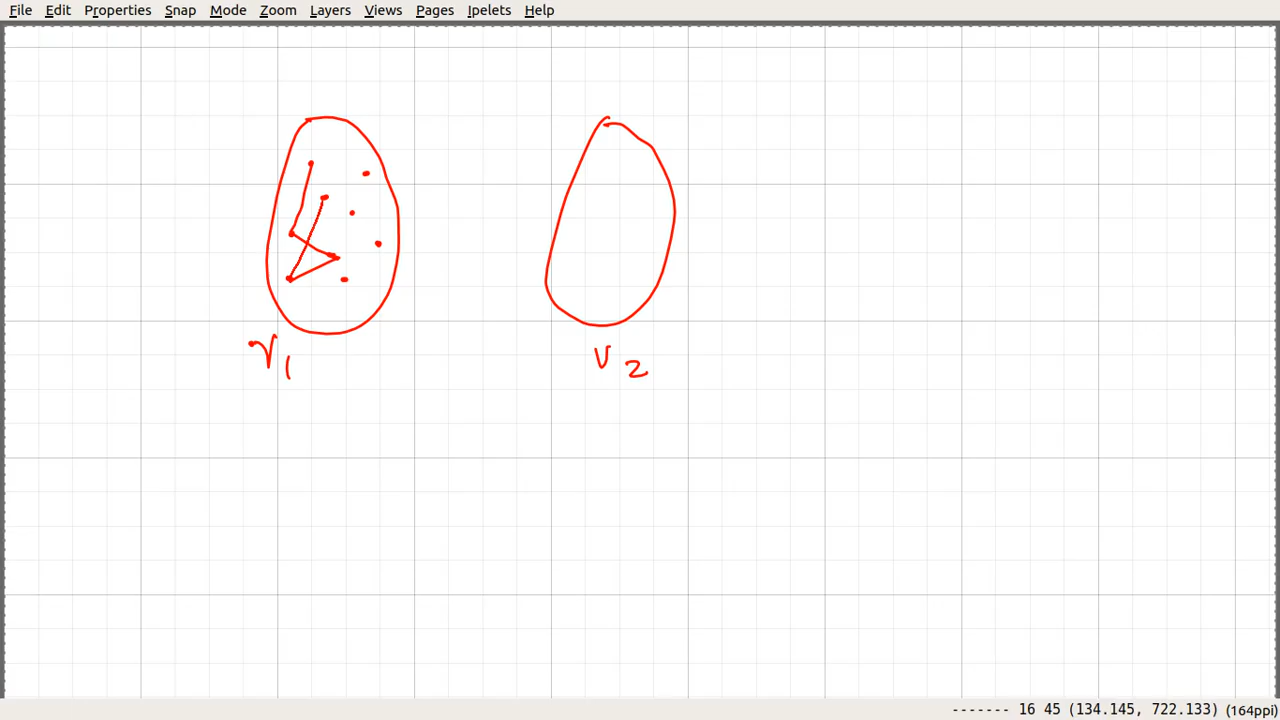 File Edit Properties Snap Mode Zoom Layers Views Pages Ipelets Help
V1 V2
------- 16 45 (134.145, 722.133) (164ppi)